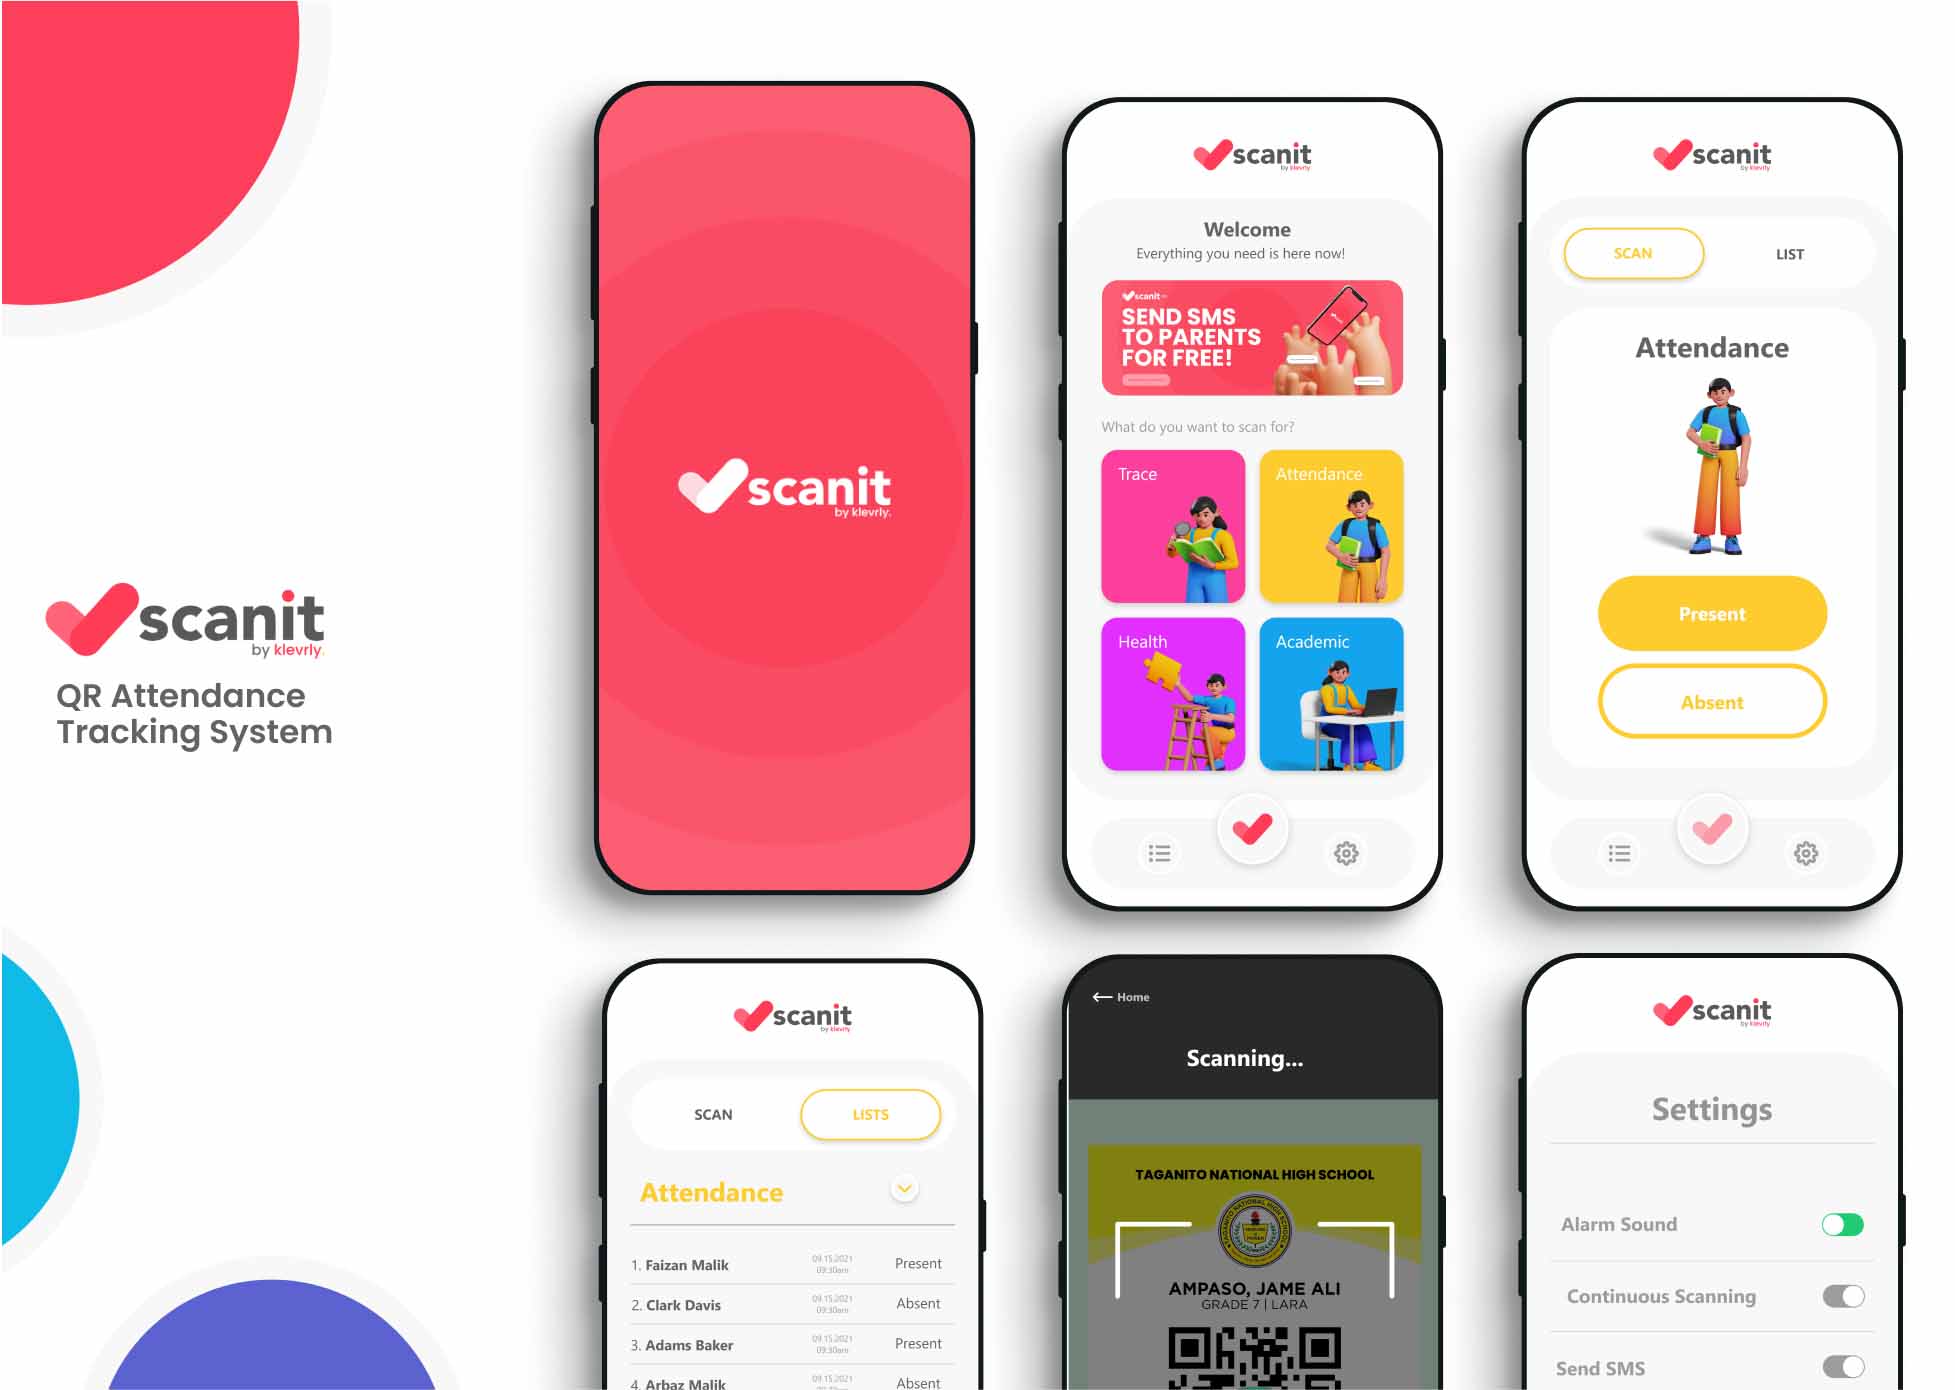 scanit
by klevrly.
QR Attendance
Tracking System
scanit
by klevrly.
scanit
by klevrly
Welcome
Everything you need is here now!
scanit
SEND SMS
TO PARENTS
FOR FREE!
What do you want to scan for?
Trace
Attendance
Health
Academic
scanit
by klevrly
SCAN
LIST
Attendance
Present
Absent
scanit
by klevrly
SCAN
LISTS
Attendance
1. Faizan Malik 09.15.2021 Present
09:30am
2. Clark Davis 09.15.2021 Absent
09:30am
3. Adams Baker 09.15.2021 Present
09:30am
4. Arbaz Malik 09.15.2021 Absent
Home
Scanning...
TAGANITO NATIONAL HIGH SCHOOL
TAGANITO NATIONAL HIGH SCHOOL
AMPASO, JAME ALI
GRADE 7 | LARA
scanit
by klevrly
Settings
Alarm Sound
Continuous Scanning
Send SMS